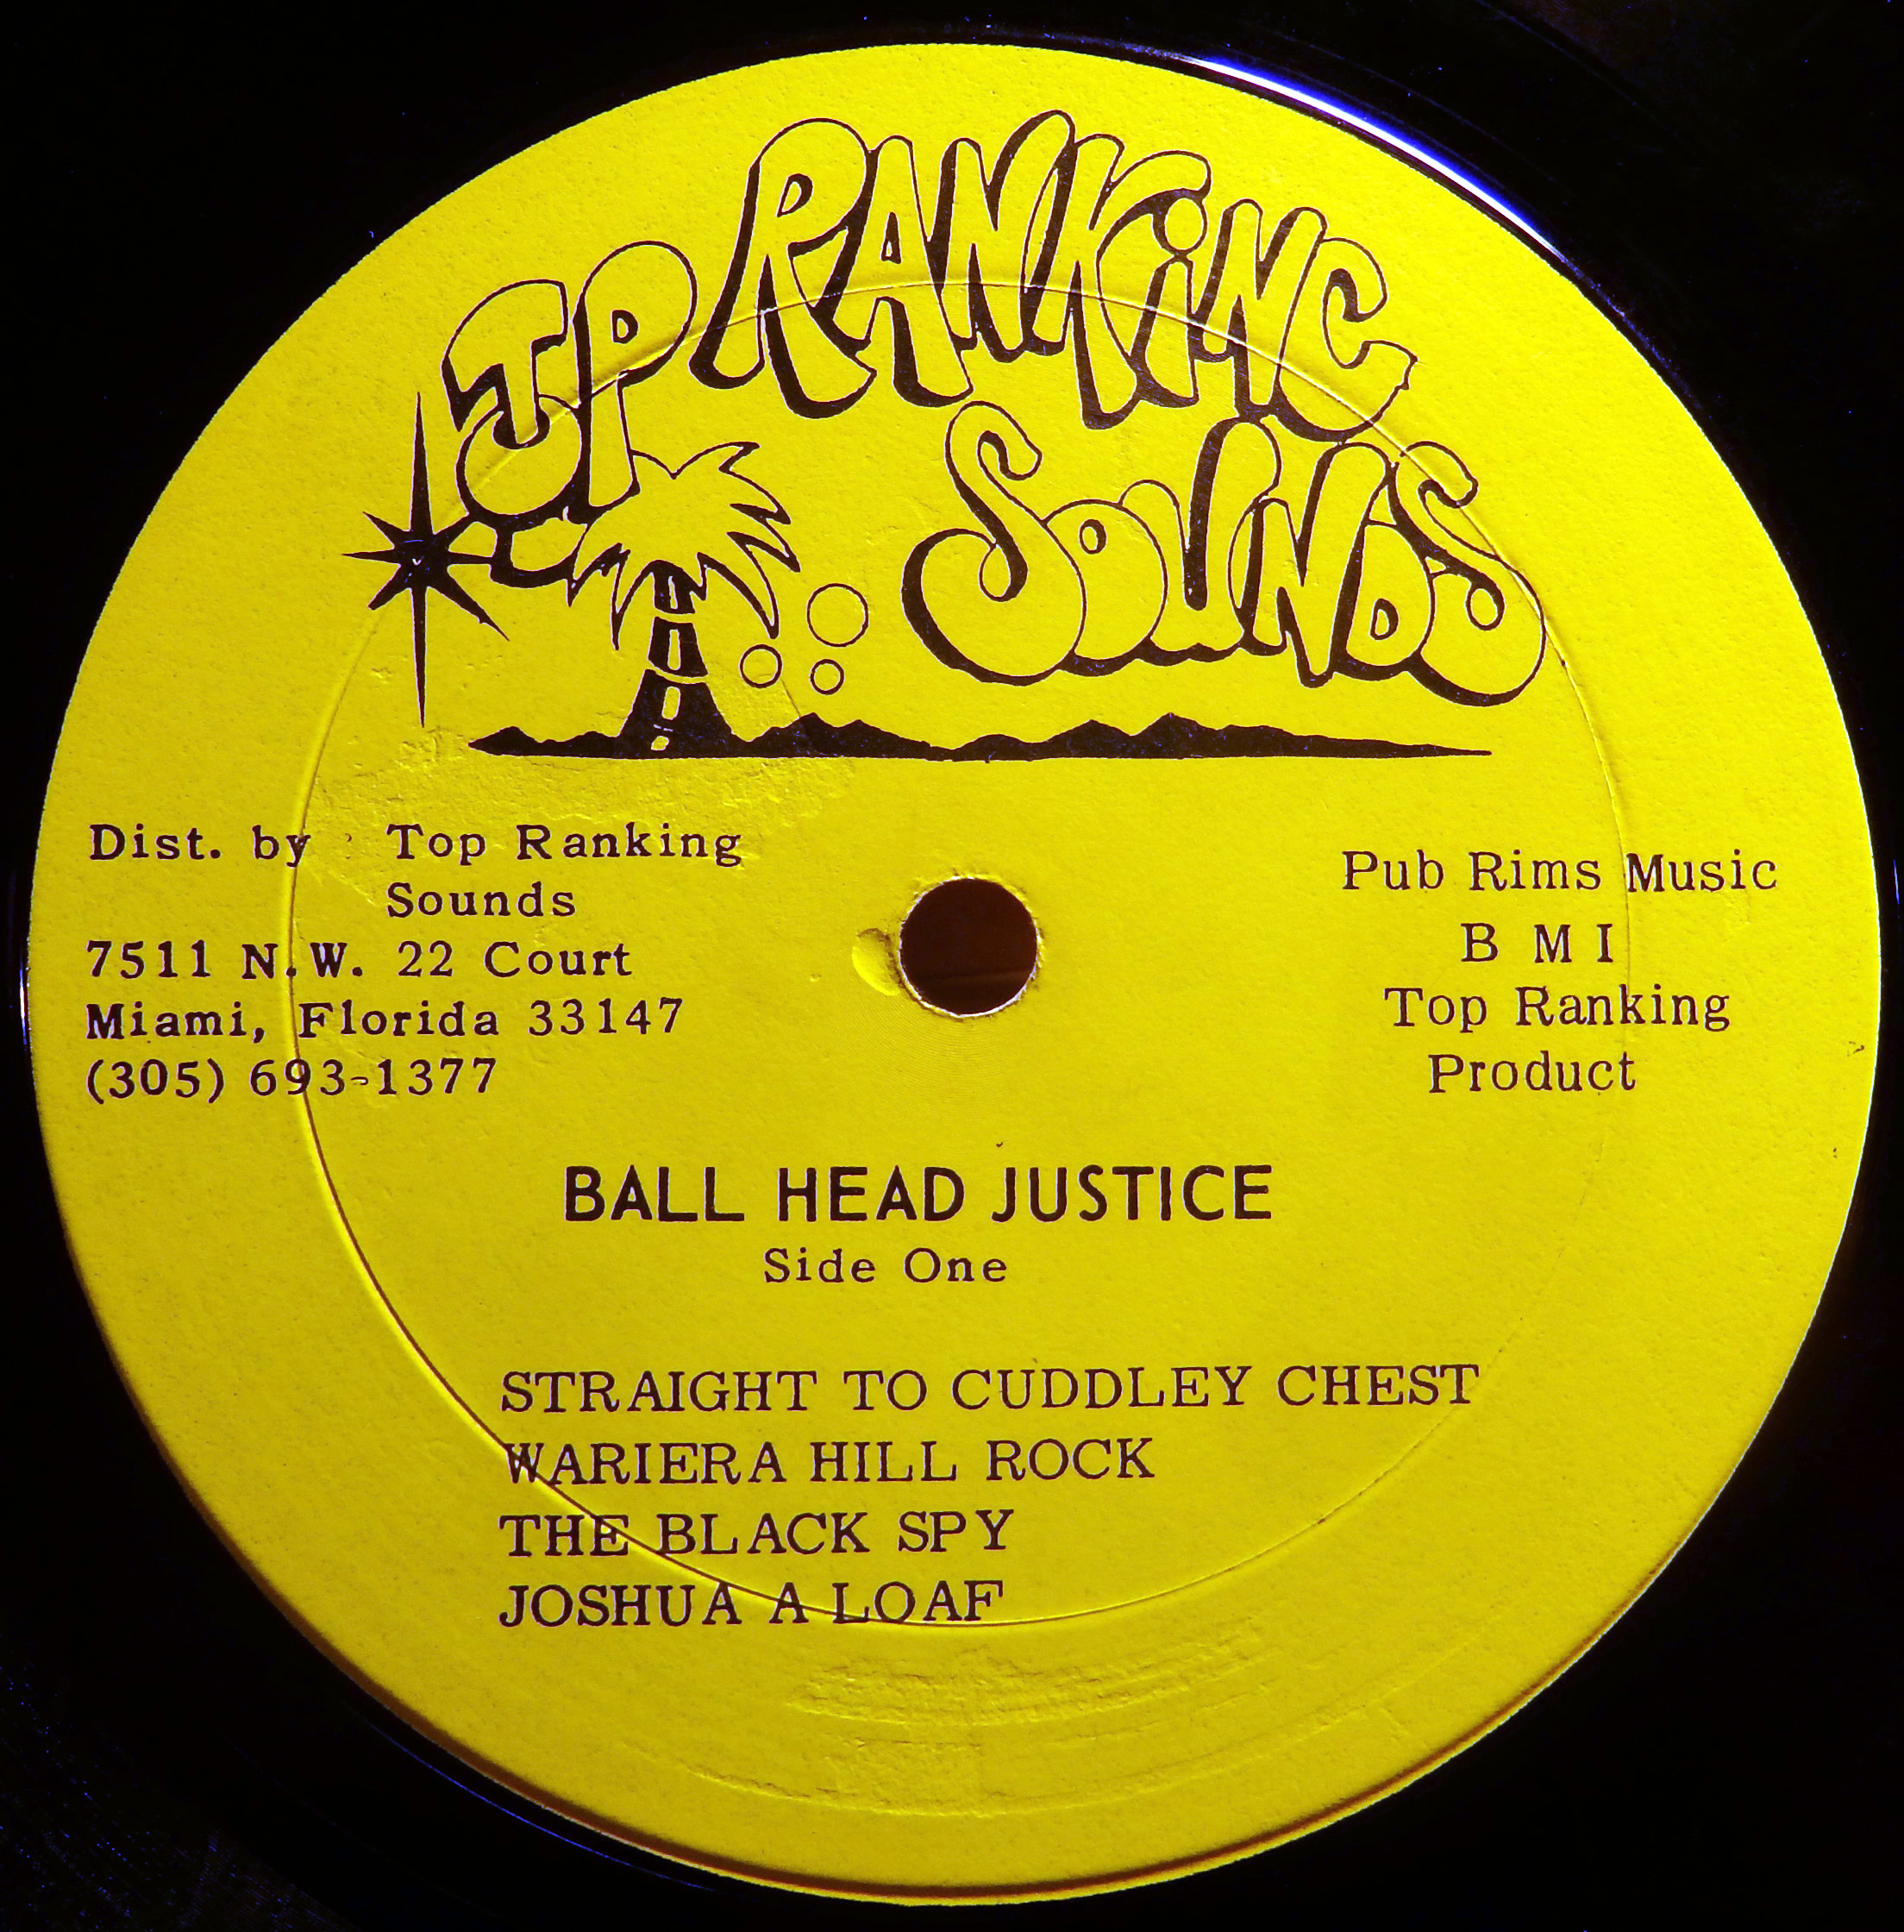 TOP RANKiNG
SOUNDS
Dist. by Top Ranking
Sounds
7511 N.W. 22 Court
Miami, Florida 33147
(305) 693-1377
Pub Rims Music
B M I
Top Ranking
Product
BALL HEAD JUSTICE
Side One
STRAIGHT TO CUDDLEY CHEST
WARIERA HILL ROCK
THE BLACK SPY
JOSHUA A LOAF